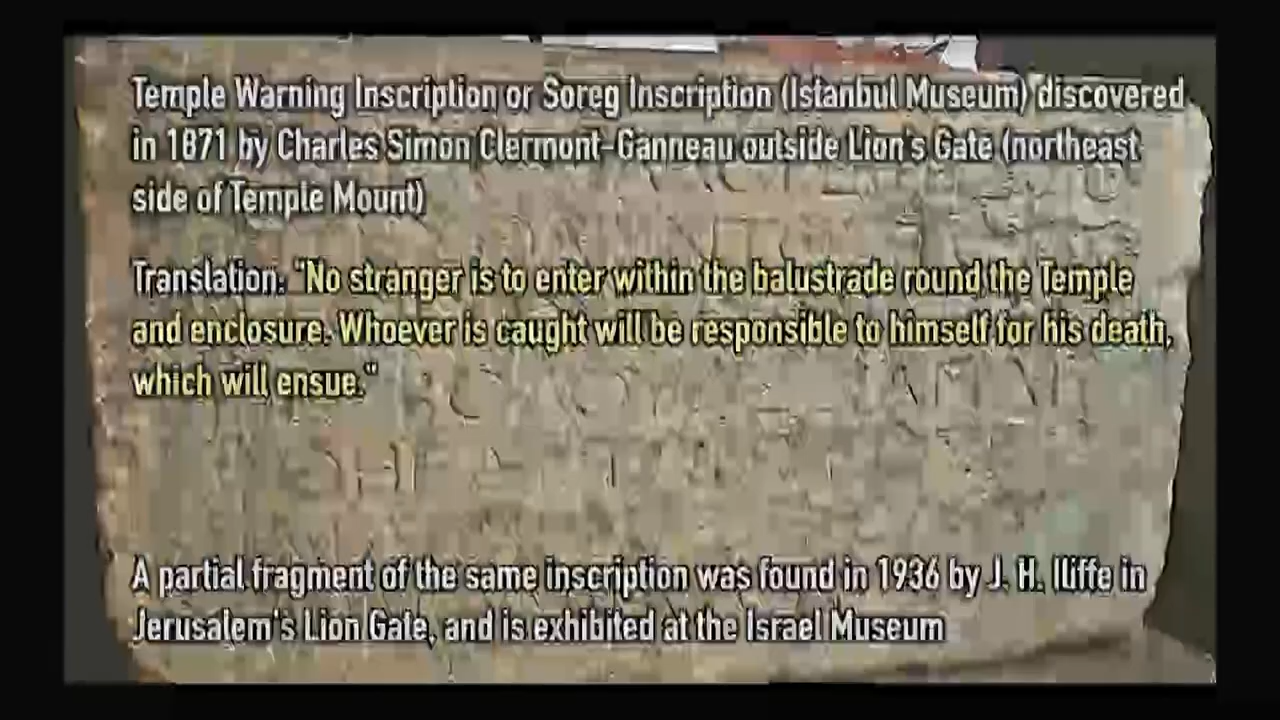 Temple Warning Inscription or Soreg Inscription (Istanbul Museum) discovered
in 1871 by Charles Simon Clermont-Ganneau outside Lion's Gate (northeast
side of Temple Mount)
Translation: "No stranger is to enter within the balustrade round the Temple
and enclosure. Whoever is caught will be responsible to himself for his death,
which will ensue."
A partial fragment of the same inscription was found in 1936 by J. H. Iliffe in
Jerusalem's Lion Gate, and is exhibited at the Israel Museum